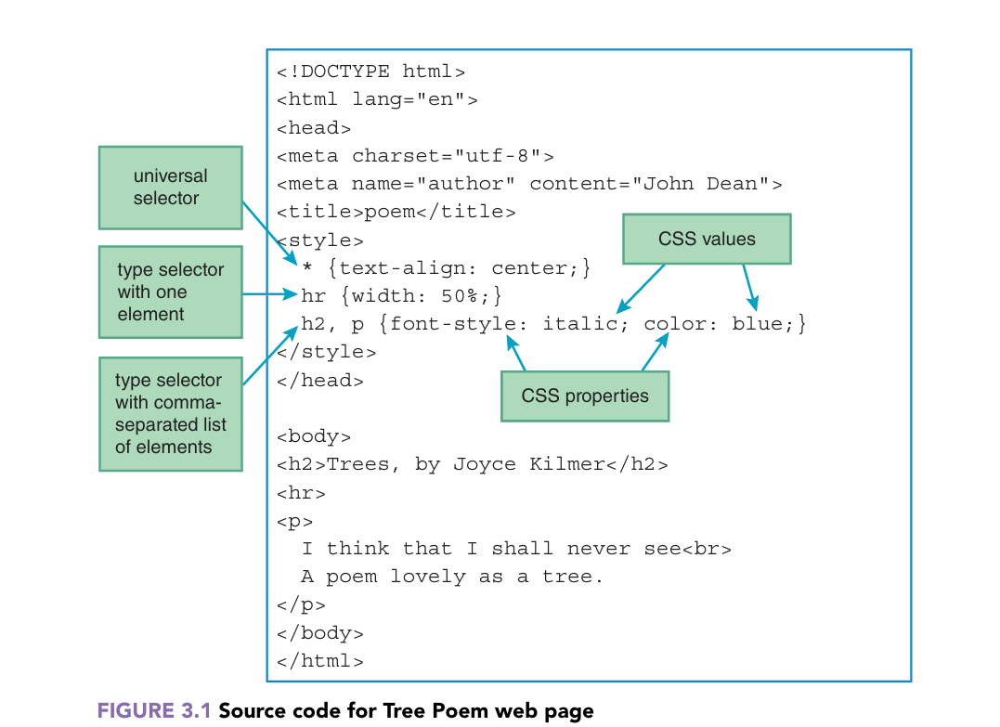 <!DOCTYPE html>
<html lang="en">
<head>
<meta charset="utf-8">
<meta name="author" content="John Dean">
<title>poem</title>
<style>
  * {text-align: center;}
  hr {width: 50%;}
  h2, p {font-style: italic; color: blue;}
</style>
</head>

<body>
<h2>Trees, by Joyce Kilmer</h2>
<hr>
<p>
  I think that I shall never see<br>
  A poem lovely as a tree.
</p>
</body>
</html>
universal
selector
type selector
with one
element
type selector
with comma-
separated list
of elements
CSS values
CSS properties
FIGURE 3.1 Source code for Tree Poem web page